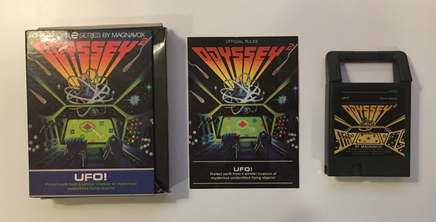 SERIES BY MAGNAVOX
ODYSSEY²
UFO!
Protect earth from a sinister invasion of
mysterious unidentified flying objects!
OFFICIAL RULES
ODYSSEY²
UFO!
Protect earth from a sinister invasion of
mysterious unidentified flying objects!
ODYSSEY
BY MAGNAVOX